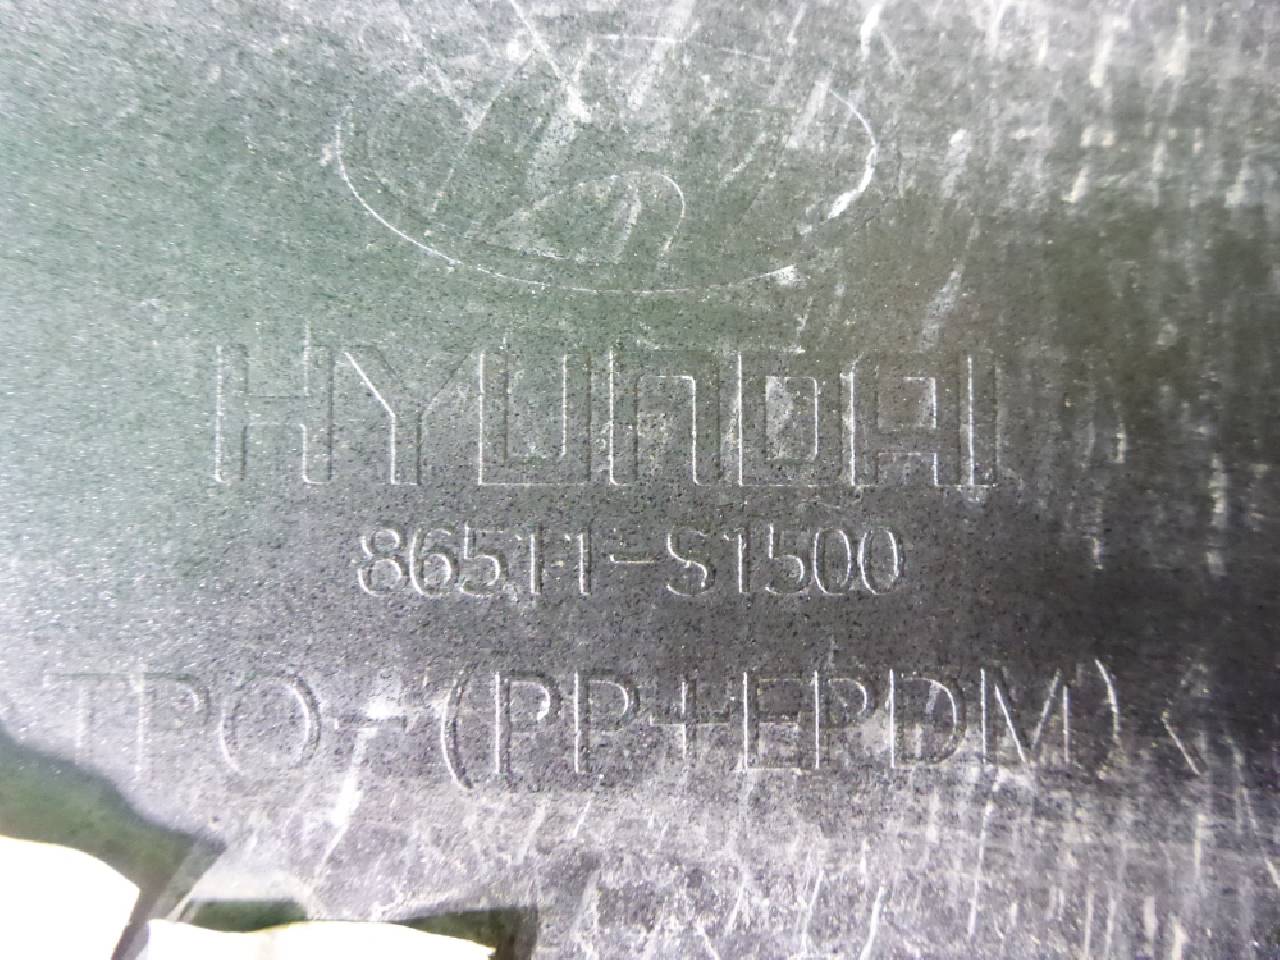 HYUNDAI
86511-S1500
TPO-(PP+EPDM)<